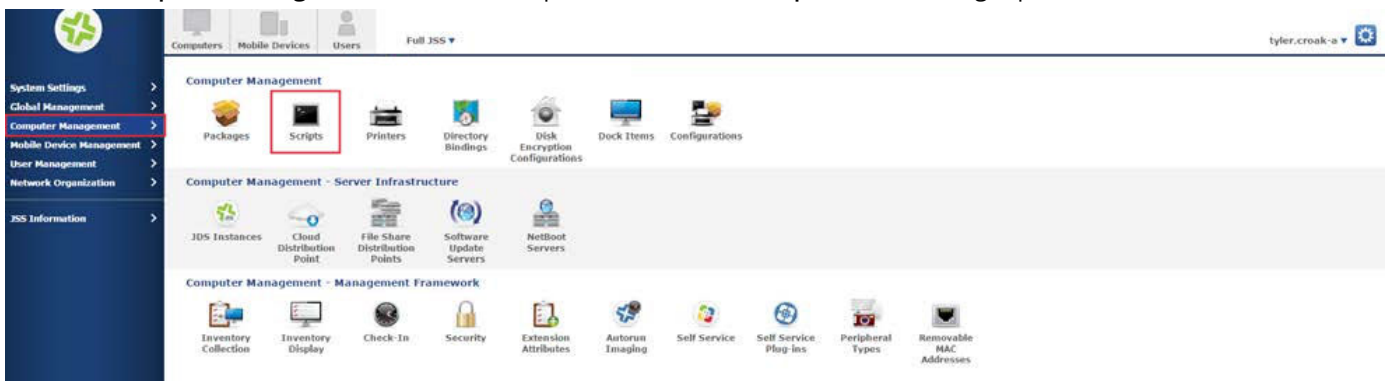 Computers Mobile Devices Users Full JSS tyler.croak-a
System Settings
Global Management
Computer Management
Mobile Device Management
User Management
Network Organization
JSS Information
Computer Management
Packages
Scripts
Printers
Directory
Bindings
Disk
Encryption
Configurations
Dock Items
Configurations
Computer Management - Server Infrastructure
JDS Instances
Cloud
Distribution
Point
File Share
Distribution
Points
Software
Update
Servers
NetBoot
Servers
Computer Management - Management Framework
Inventory
Collection
Inventory
Display
Check-In
Security
Extension
Attributes
Autorun
Imaging
Self Service
Self Service
Plug-ins
Peripheral
Types
Removable
MAC
Addresses